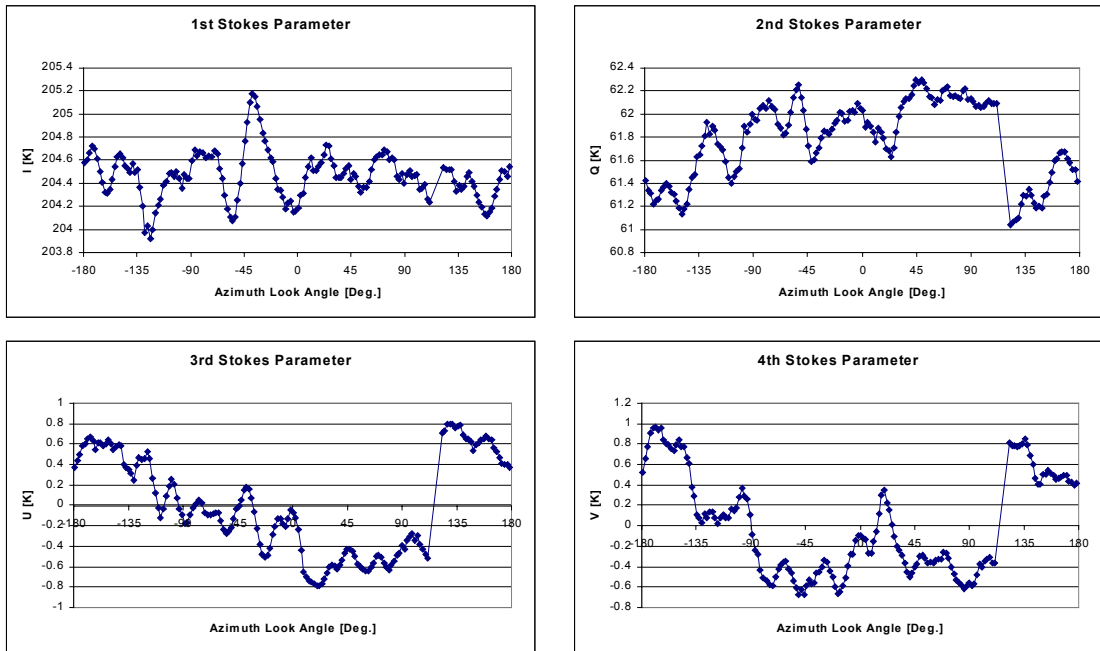 1st Stokes Parameter
I [K]
205.4
205.2
205
204.8
204.6
204.4
204.2
204
203.8
-180 -135 -90 -45 0 45 90 135 180
Azimuth Look Angle [Deg.]
2nd Stokes Parameter
Q [K]
62.4
62.2
62
61.8
61.6
61.4
61.2
61
60.8
-180 -135 -90 -45 0 45 90 135 180
Azimuth Look Angle [Deg.]
3rd Stokes Parameter
U [K]
1
0.8
0.6
0.4
0.2
0
-0.2
-0.4
-0.6
-0.8
-1
-180 -135 -90 -45 0 45 90 135 180
Azimuth Look Angle [Deg.]
4th Stokes Parameter
V [K]
1.2
1
0.8
0.6
0.4
0.2
0
-0.2
-0.4
-0.6
-0.8
-180 -135 -90 -45 0 45 90 135 180
Azimuth Look Angle [Deg.]